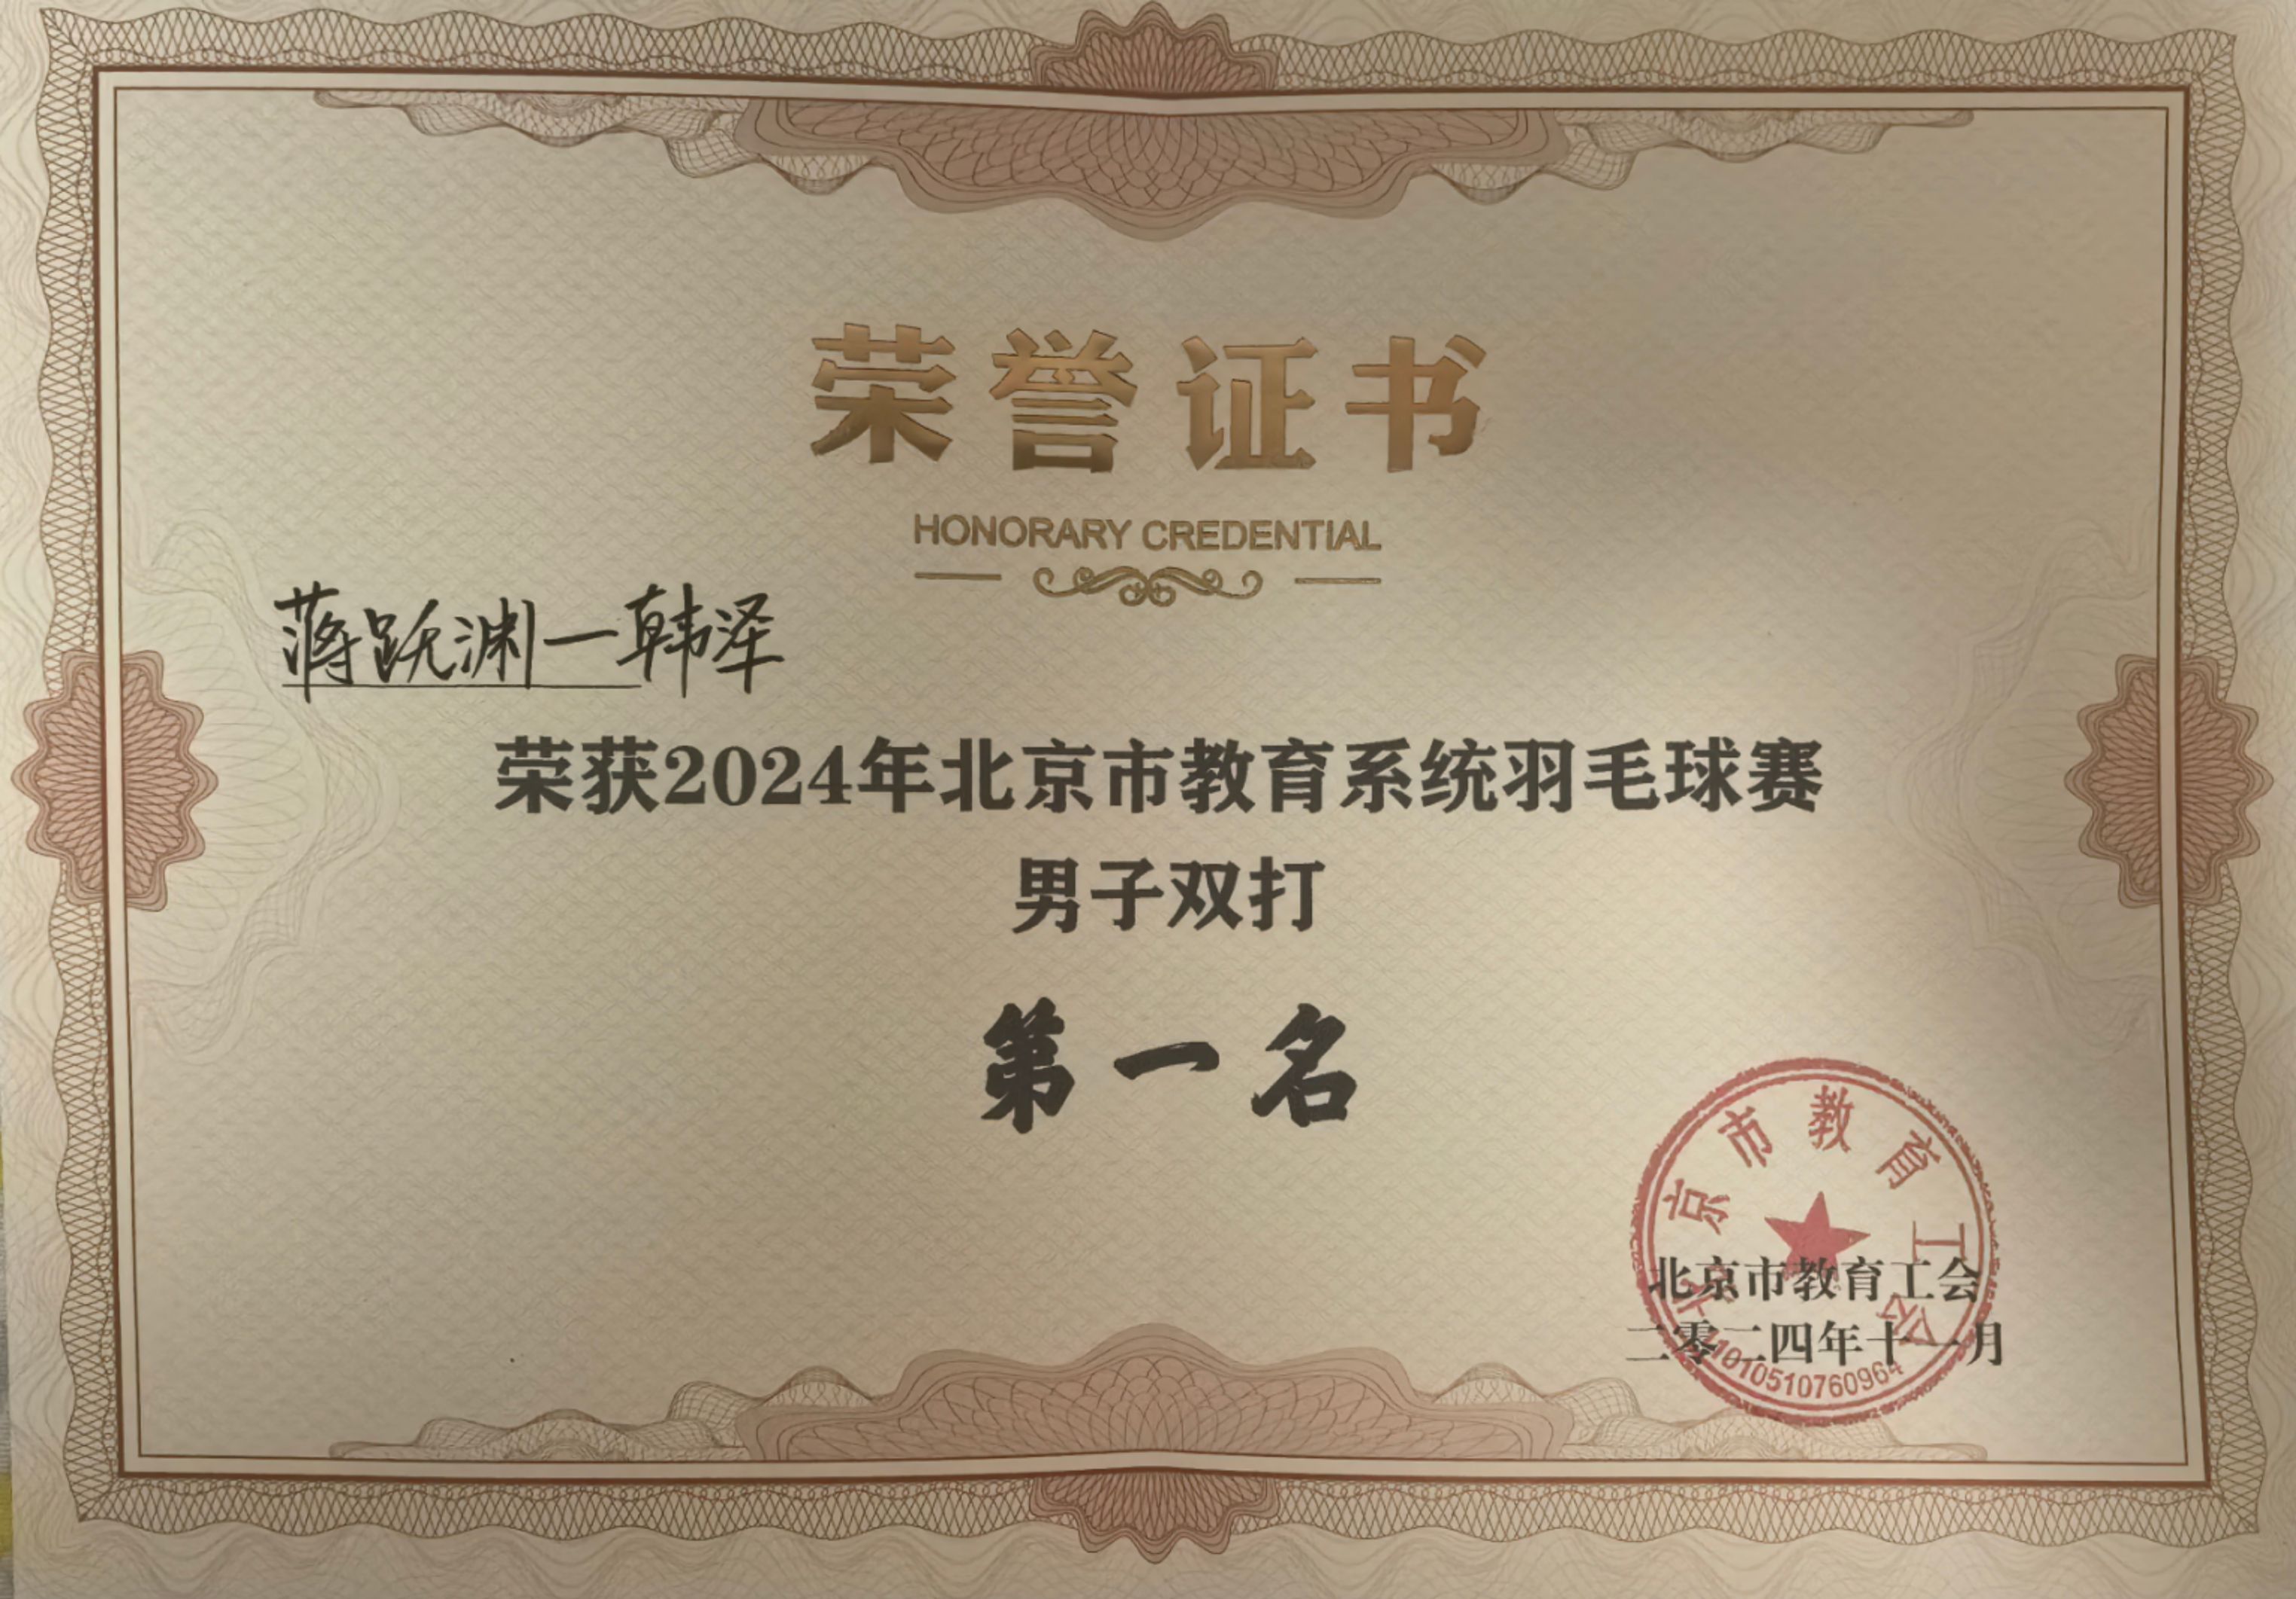 荣誉证书
HONORARY CREDENTIAL
蒋跃渊一韩泽
荣获2024年北京市教育系统羽毛球赛
男子双打
第一名
北京市教育工会
北京市教育工会
二零二四年十一月
11010510760964